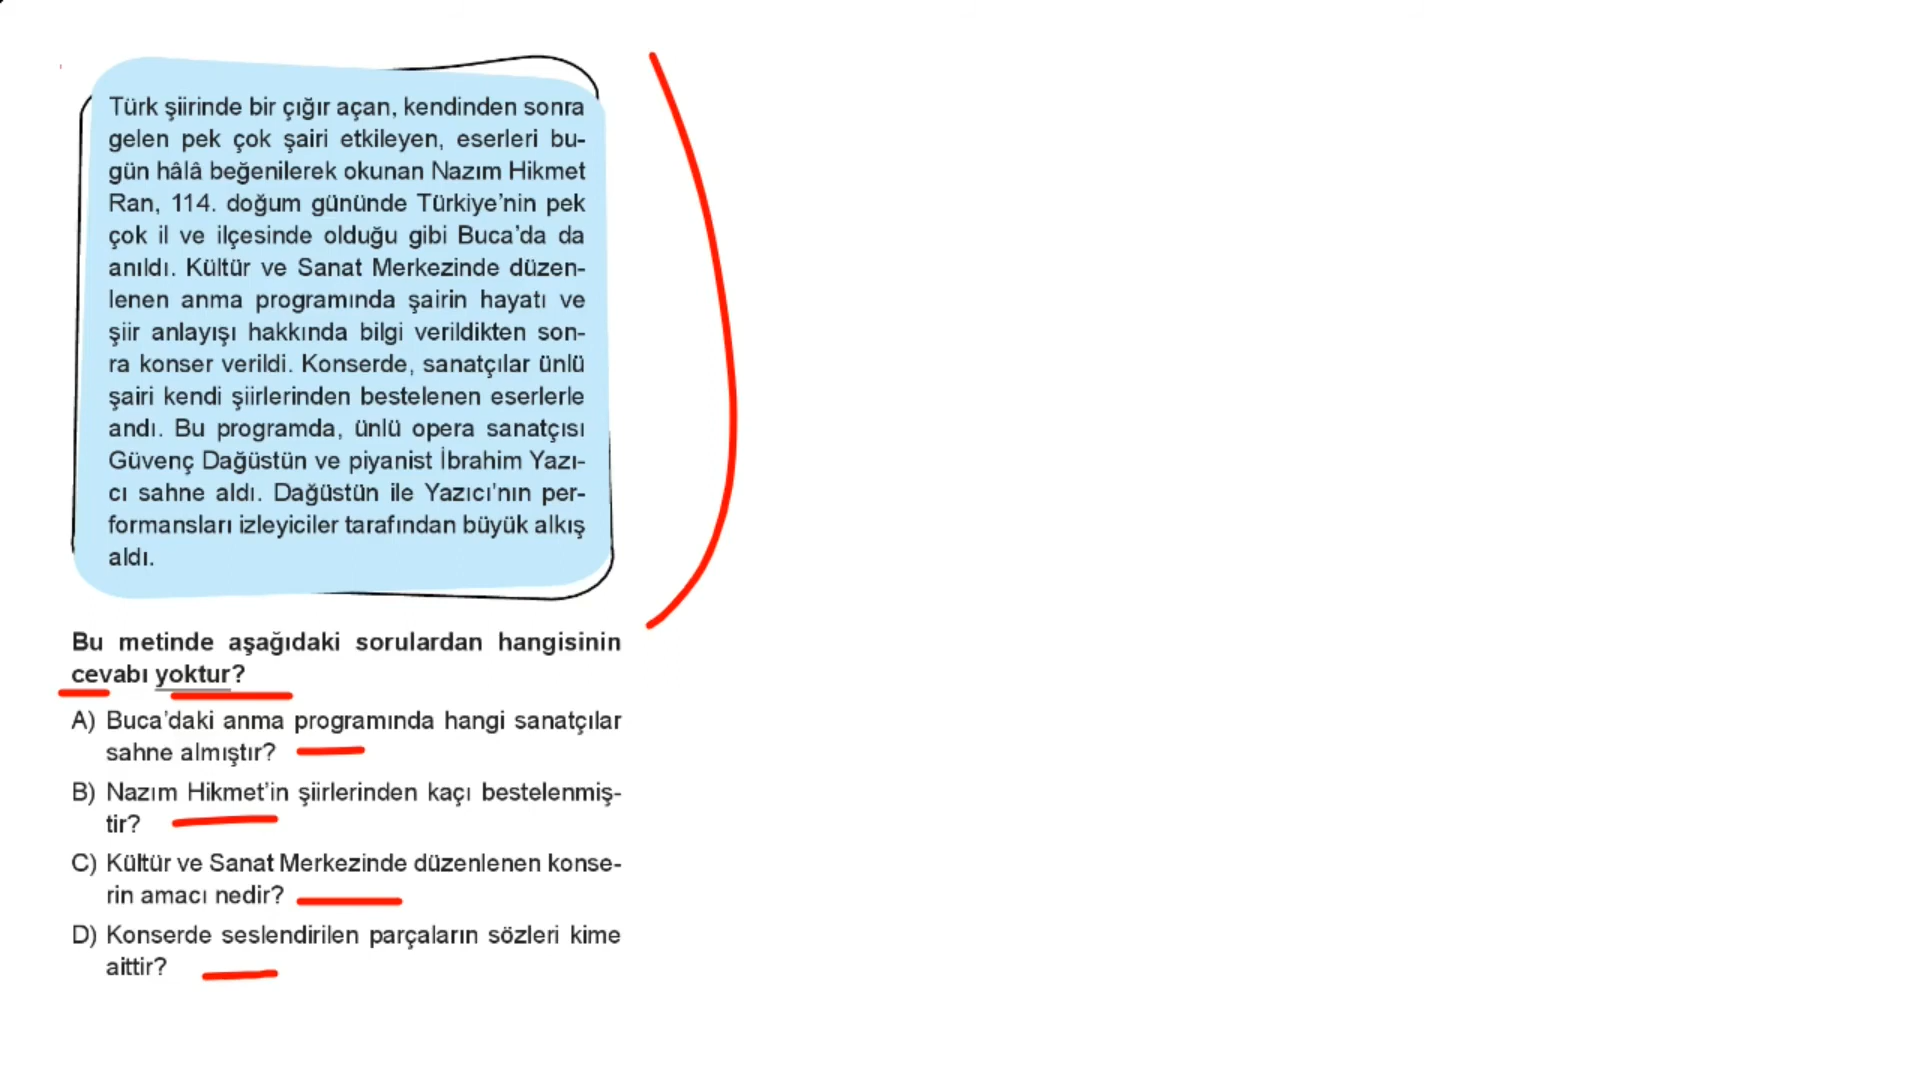 Türk şiirinde bir çığır açan, kendinden sonra
gelen pek çok şairi etkileyen, eserleri bu-
gün hâlâ beğenilerek okunan Nazım Hikmet
Ran, 114. doğum gününde Türkiye'nin pek
çok il ve ilçesinde olduğu gibi Buca'da da
anıldı. Kültür ve Sanat Merkezinde düzen-
lenen anma programında şairin hayatı ve
şiir anlayışı hakkında bilgi verildikten son-
ra konser verildi. Konserde, sanatçılar ünlü
şairi kendi şiirlerinden bestelenen eserlerle
andı. Bu programda, ünlü opera sanatçısı
Güvenç Dağüstün ve piyanist İbrahim Yazı-
cı sahne aldı. Dağüstün ile Yazıcı'nın per-
formansları izleyiciler tarafından büyük alkış
aldı.
Bu metinde aşağıdaki sorulardan hangisinin
cevabı yoktur?
A) Buca'daki anma programında hangi sanatçılar
sahne almıştır?
B) Nazım Hikmet'in şiirlerinden kaçı bestelenmiş-
tir?
C) Kültür ve Sanat Merkezinde düzenlenen konse-
rin amacı nedir?
D) Konserde seslendirilen parçaların sözleri kime
aittir?